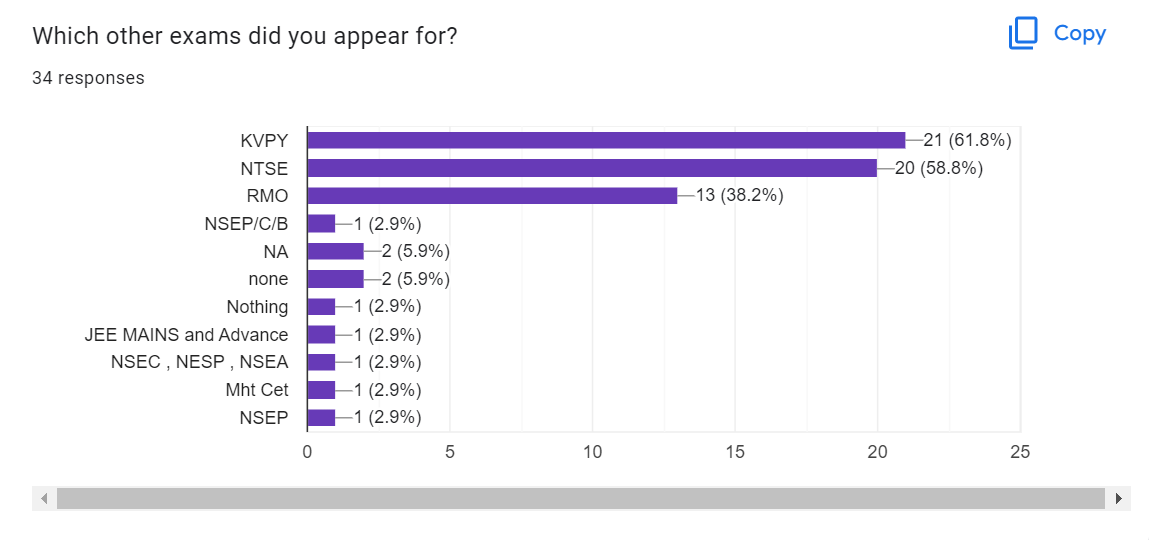 Which other exams did you appear for?
Copy
34 responses
KVPY 21 (61.8%)
NTSE 20 (58.8%)
RMO 13 (38.2%)
NSEP/C/B 1 (2.9%)
NA 2 (5.9%)
none 2 (5.9%)
Nothing 1 (2.9%)
JEE MAINS and Advance 1 (2.9%)
NSEC , NESP , NSEA 1 (2.9%)
Mht Cet 1 (2.9%)
NSEP 1 (2.9%)
0 5 10 15 20 25